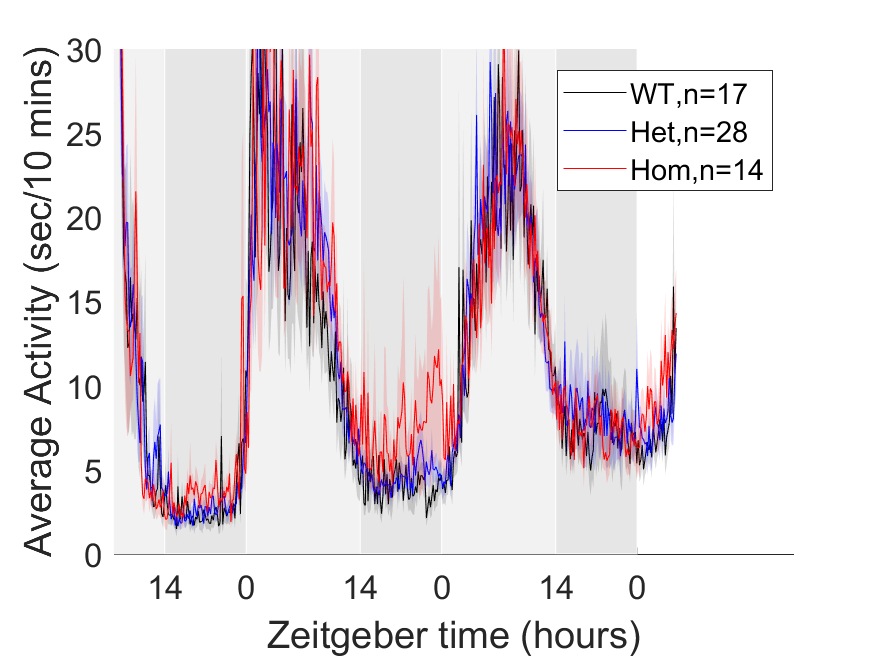 Average Activity (sec/10 mins)
30
25
20
15
10
5
0
WT,n=17
Het,n=28
Hom,n=14
14 0 14 0 14 0
Zeitgeber time (hours)